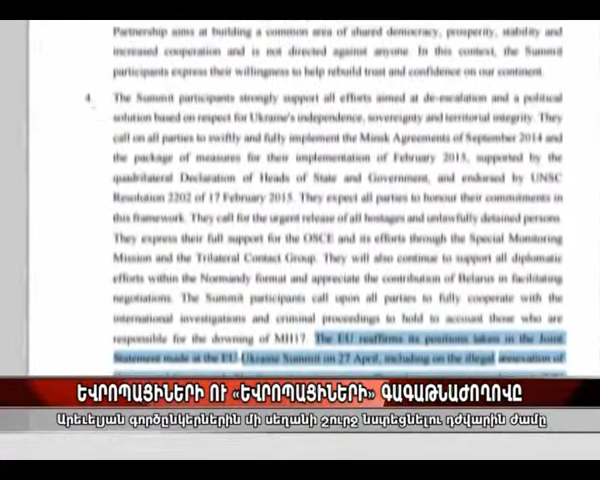 Partnership aims at building a common area of shared democracy, prosperity, stability and
increased cooperation and is not directed against anyone. In this context, the Summit
participants express their willingness to help rebuild trust and confidence on our continent.
4. The Summit participants strongly support all efforts aimed at de-escalation and a political
solution based on respect for Ukraine's independence, sovereignty and territorial integrity. They
call on all parties to swiftly and fully implement the Minsk Agreements of September 2014 and
the package of measures for their implementation of February 2015, supported by the
quadrilateral Declaration of Heads of State and Government, and endorsed by UNSC
Resolution 2202 of 17 February 2015. They expect all parties to honour their commitments in
this framework. They call for the urgent release of all hostages and unlawfully detained persons.
They express their full support for the OSCE and its efforts through the Special Monitoring
Mission and the Trilateral Contact Group. They will also continue to support all diplomatic
efforts within the Normandy format and appreciate the contribution of Belarus in facilitating
negotiations. The Summit participants call upon all parties to fully cooperate with the
international investigations and criminal proceedings to hold to account those who are
responsible for the downing of MH17. The EU reaffirms its positions taken in the Joint
Statement made at the EU-Ukraine Summit on 27 April, including on the illegal annexation of
ԵՎՐՈՊԱՅԻՆԵՐԻ ՈՒ «ԵՎՐՈՊԱՅԻՆԵՐԻ» ԳԱԳԱԹՆԱԺՈՂՈՎԸ
Արեւելյան գործընկերներին մի սեղանի շուրջ նստեցնելու դժվարին ժամը